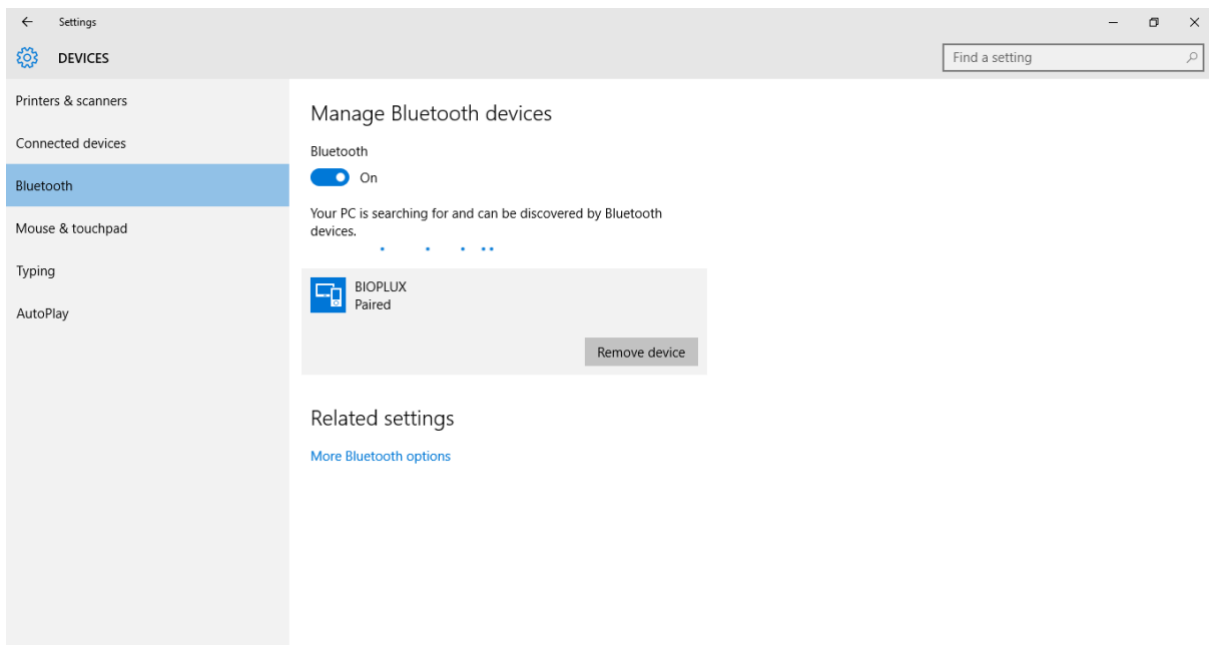 Settings
DEVICES
Find a setting
Printers & scanners
Connected devices
Bluetooth
Mouse & touchpad
Typing
AutoPlay
Manage Bluetooth devices
Bluetooth
On
Your PC is searching for and can be discovered by Bluetooth
devices.
BIOPLUX
Paired
Remove device
Related settings
More Bluetooth options